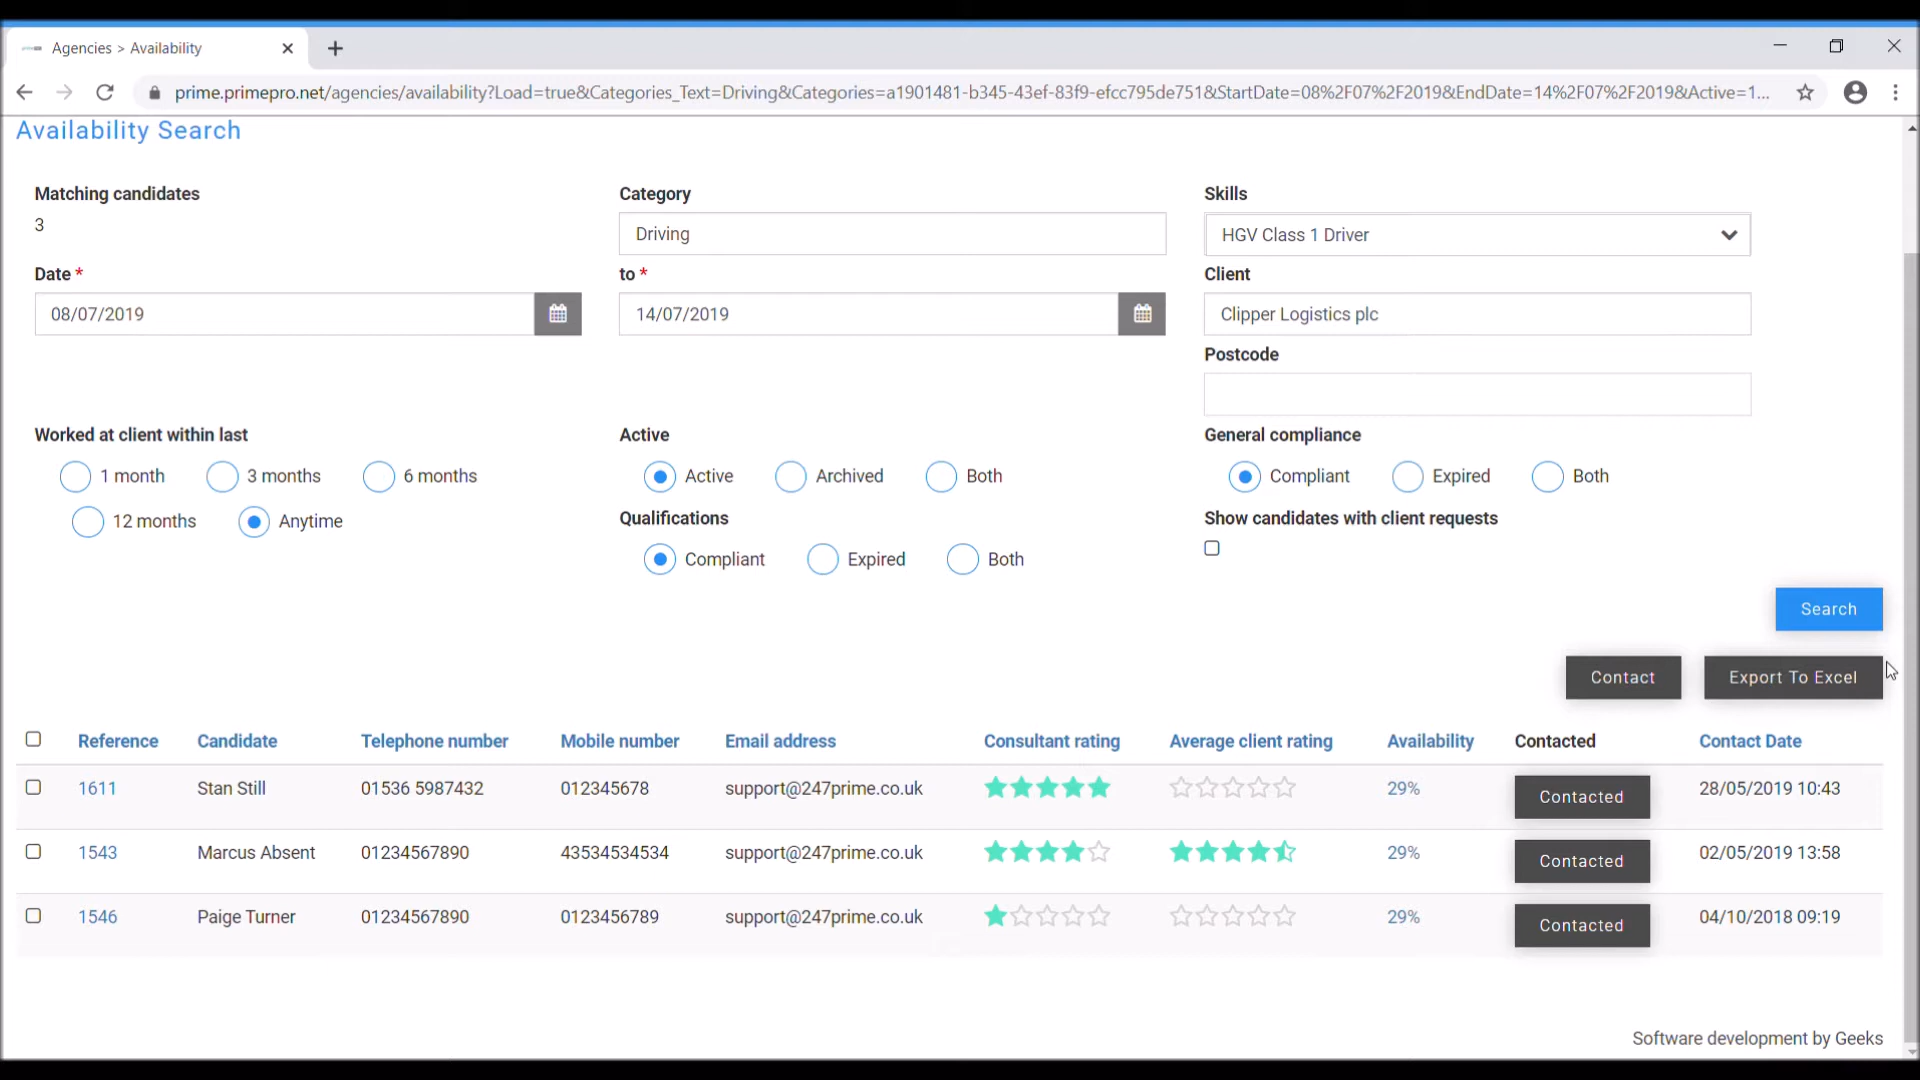 Agencies > Availability
prime.primepro.net/agencies/availability?Load=true&Categories_Text=Driving&Categories=a1901481-b345-43ef-83f9-efcc795de751&StartDate=08%2F07%2F2019&EndDate=14%2F07%2F2019&Active=1...
Availability Search
Matching candidates Category Skills
3
Driving HGV Class 1 Driver
Date * to * Client
08/07/2019 14/07/2019 Clipper Logistics plc
Postcode
Worked at client within last Active General compliance
1 month 3 months 6 months Active Archived Both Compliant Expired Both
Qualifications Show candidates with client requests
12 months Anytime
Compliant Expired Both
Search
Contact Export To Excel
Reference Candidate Telephone number Mobile number Email address Consultant rating Average client rating Availability Contacted Contact Date
1611 Stan Still 01536 5987432 012345678 support@247prime.co.uk 29% Contacted 28/05/2019 10:43
1543 Marcus Absent 01234567890 43534534534 support@247prime.co.uk 29% Contacted 02/05/2019 13:58
1546 Paige Turner 01234567890 0123456789 support@247prime.co.uk 29% Contacted 04/10/2018 09:19
Software development by Geeks